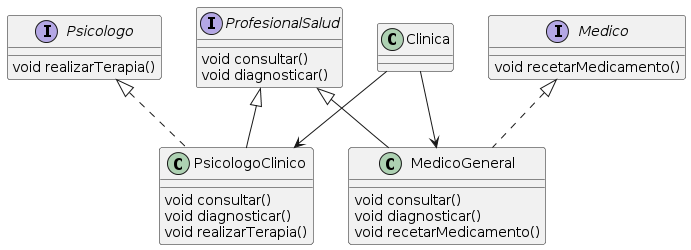 I Psicologo
void realizarTerapia()
I ProfesionalSalud
void consultar()
void diagnosticar()
C Clinica
I Medico
void recetarMedicamento()
C PsicologoClinico
void consultar()
void diagnosticar()
void realizarTerapia()
C MedicoGeneral
void consultar()
void diagnosticar()
void recetarMedicamento()